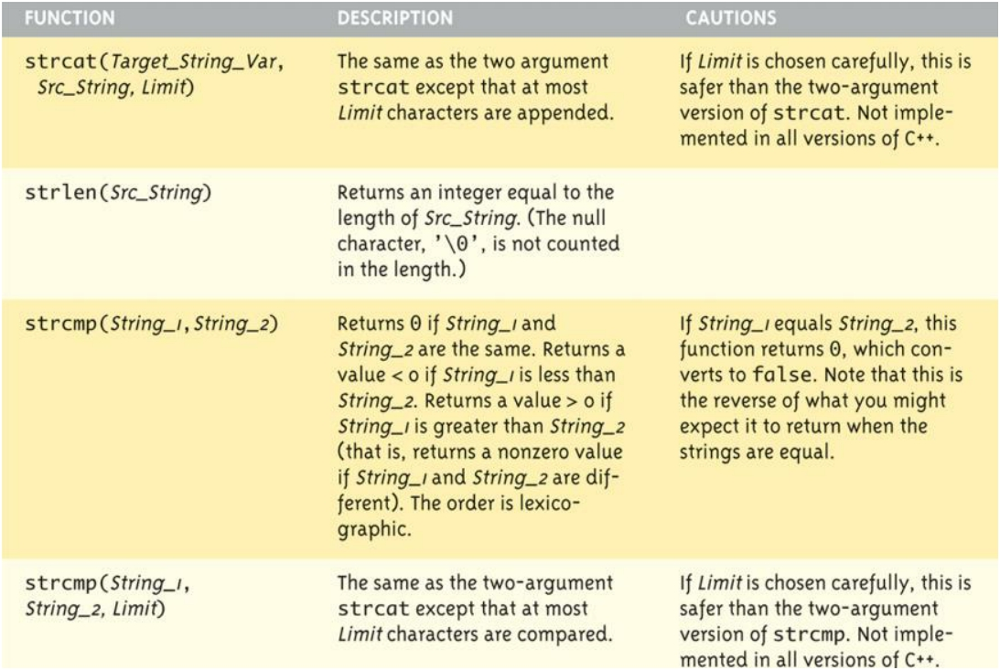 FUNCTION DESCRIPTION CAUTIONS
strcat(Target_String_Var,
Src_String, Limit)
The same as the two argument
strcat except that at most
Limit characters are appended.
If Limit is chosen carefully, this is
safer than the two-argument
version of strcat. Not imple-
mented in all versions of C++.
strlen(Src_String)
Returns an integer equal to the
length of Src_String. (The null
character, '\0', is not counted
in the length.)
strcmp(String_1,String_2)
Returns 0 if String_1 and
String_2 are the same. Returns a
value < 0 if String_1 is less than
String_2. Returns a value > 0 if
String_1 is greater than String_2
(that is, returns a nonzero value
if String_1 and String_2 are dif-
ferent). The order is lexico-
graphic.
If String_1 equals String_2, this
function returns 0, which con-
verts to false. Note that this is
the reverse of what you might
expect it to return when the
strings are equal.
strcmp(String_1,
String_2, Limit)
The same as the two-argument
strcat except that at most
Limit characters are compared.
If Limit is chosen carefully, this is
safer than the two-argument
version of strcmp. Not imple-
mented in all versions of C++.